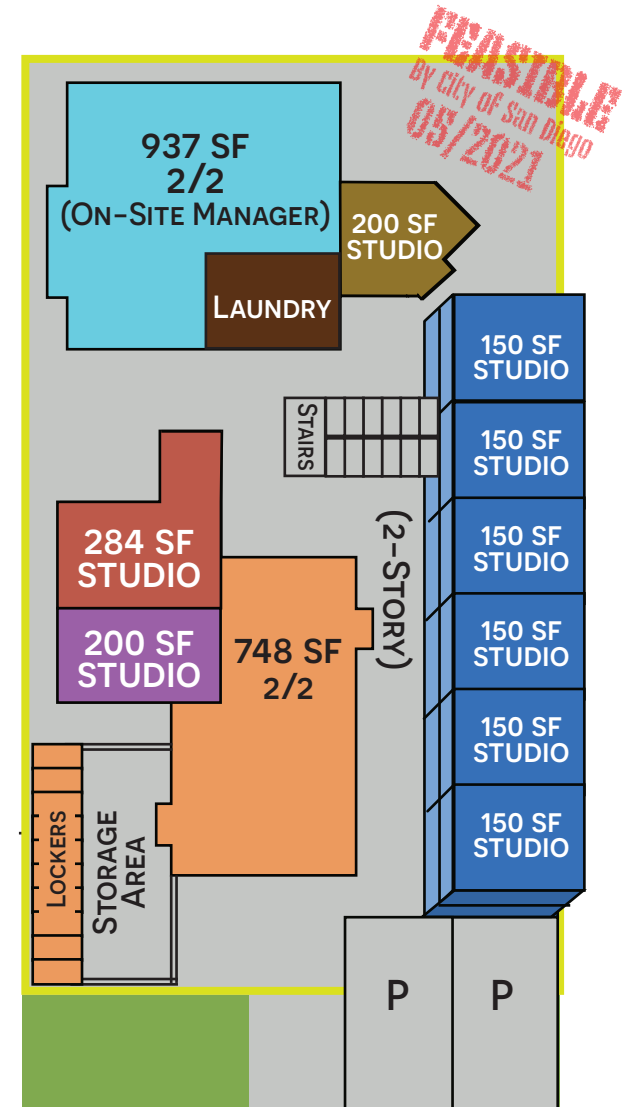 FEASIBLE
By City of San Diego
05/2021
937 SF
2/2
(ON-SITE MANAGER)
200 SF
STUDIO
LAUNDRY
150 SF
STUDIO
STAIRS
150 SF
STUDIO
(2-STORY)
150 SF
STUDIO
284 SF
STUDIO
150 SF
STUDIO
200 SF
STUDIO
748 SF
2/2
150 SF
STUDIO
150 SF
STUDIO
LOCKERS
STORAGE
AREA
P
P